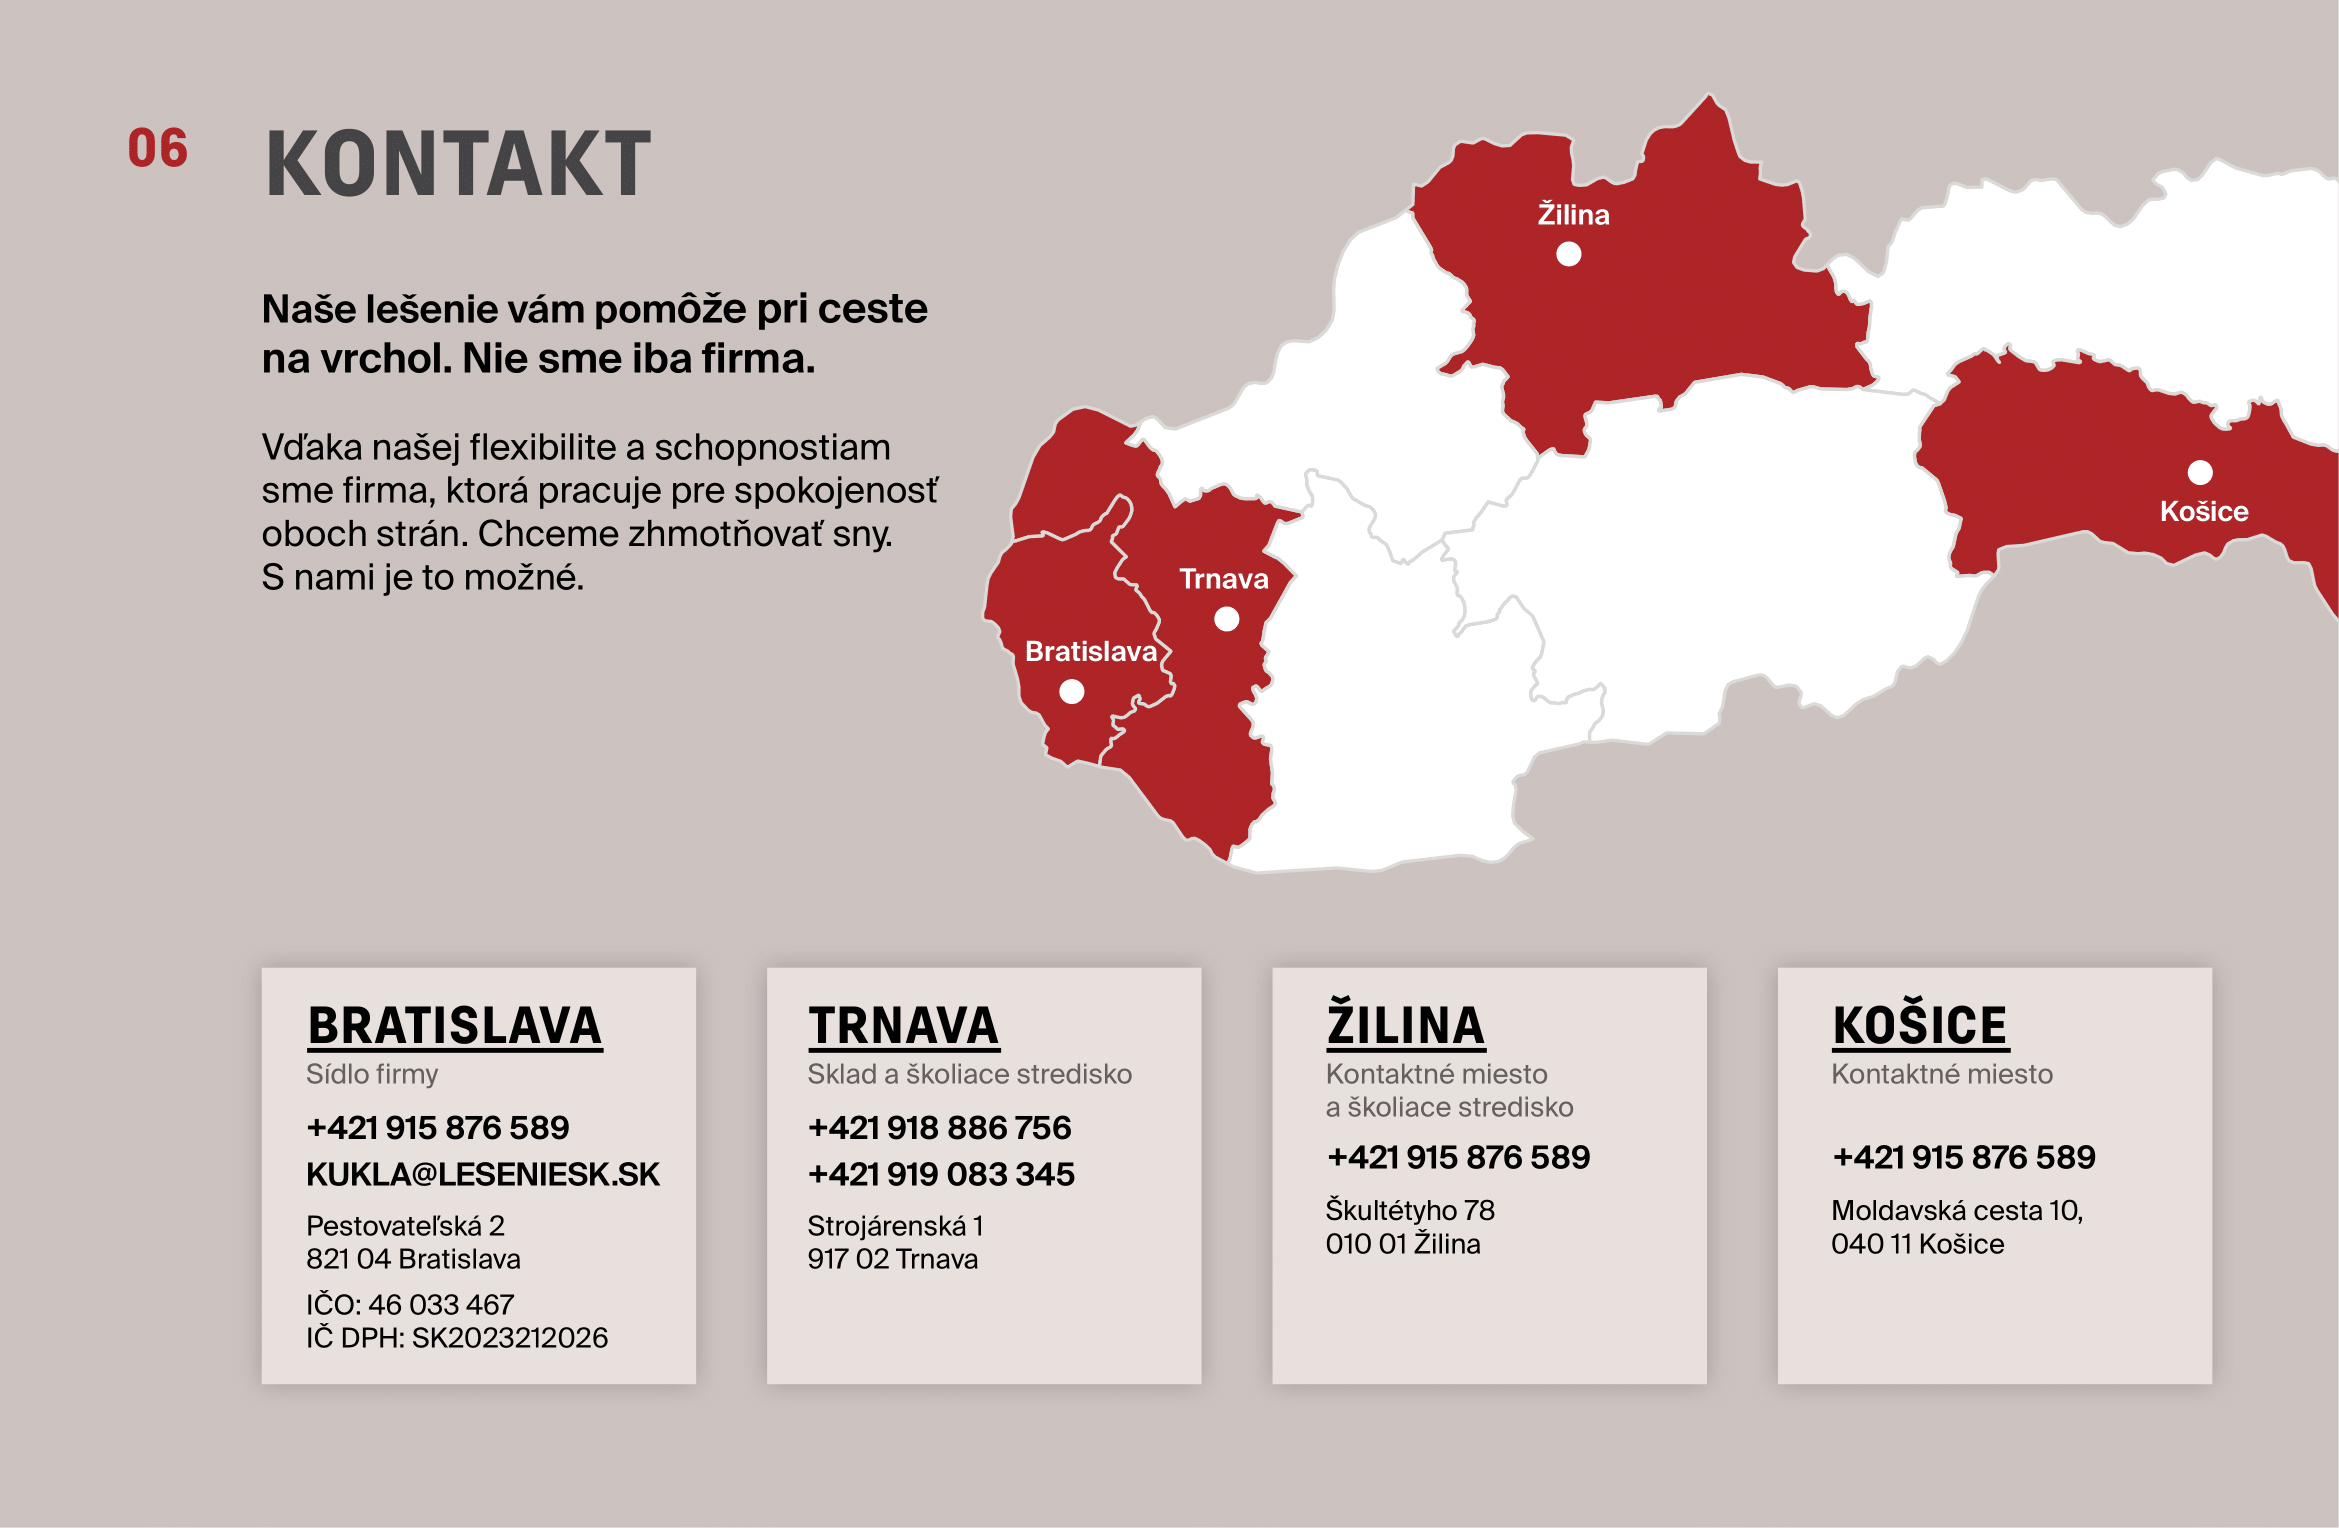 06
KONTAKT
Naše lešenie vám pomôže pri ceste
na vrchol. Nie sme iba firma.
Vďaka našej flexibilite a schopnostiam
sme firma, ktorá pracuje pre spokojenosť
oboch strán. Chceme zhmotňovať sny.
S nami je to možné.
Žilina
Košice
Trnava
Bratislava
BRATISLAVA
Sídlo firmy
+421 915 876 589
KUKLA@LESENIESK.SK
Pestovateľská 2
821 04 Bratislava
IČO: 46 033 467
IČ DPH: SK2023212026
TRNAVA
Sklad a školiace stredisko
+421 918 886 756
+421 919 083 345
Strojárenská 1
917 02 Trnava
ŽILINA
Kontaktné miesto
a školiace stredisko
+421 915 876 589
Škultétyho 78
010 01 Žilina
KOŠICE
Kontaktné miesto
+421 915 876 589
Moldavská cesta 10,
040 11 Košice